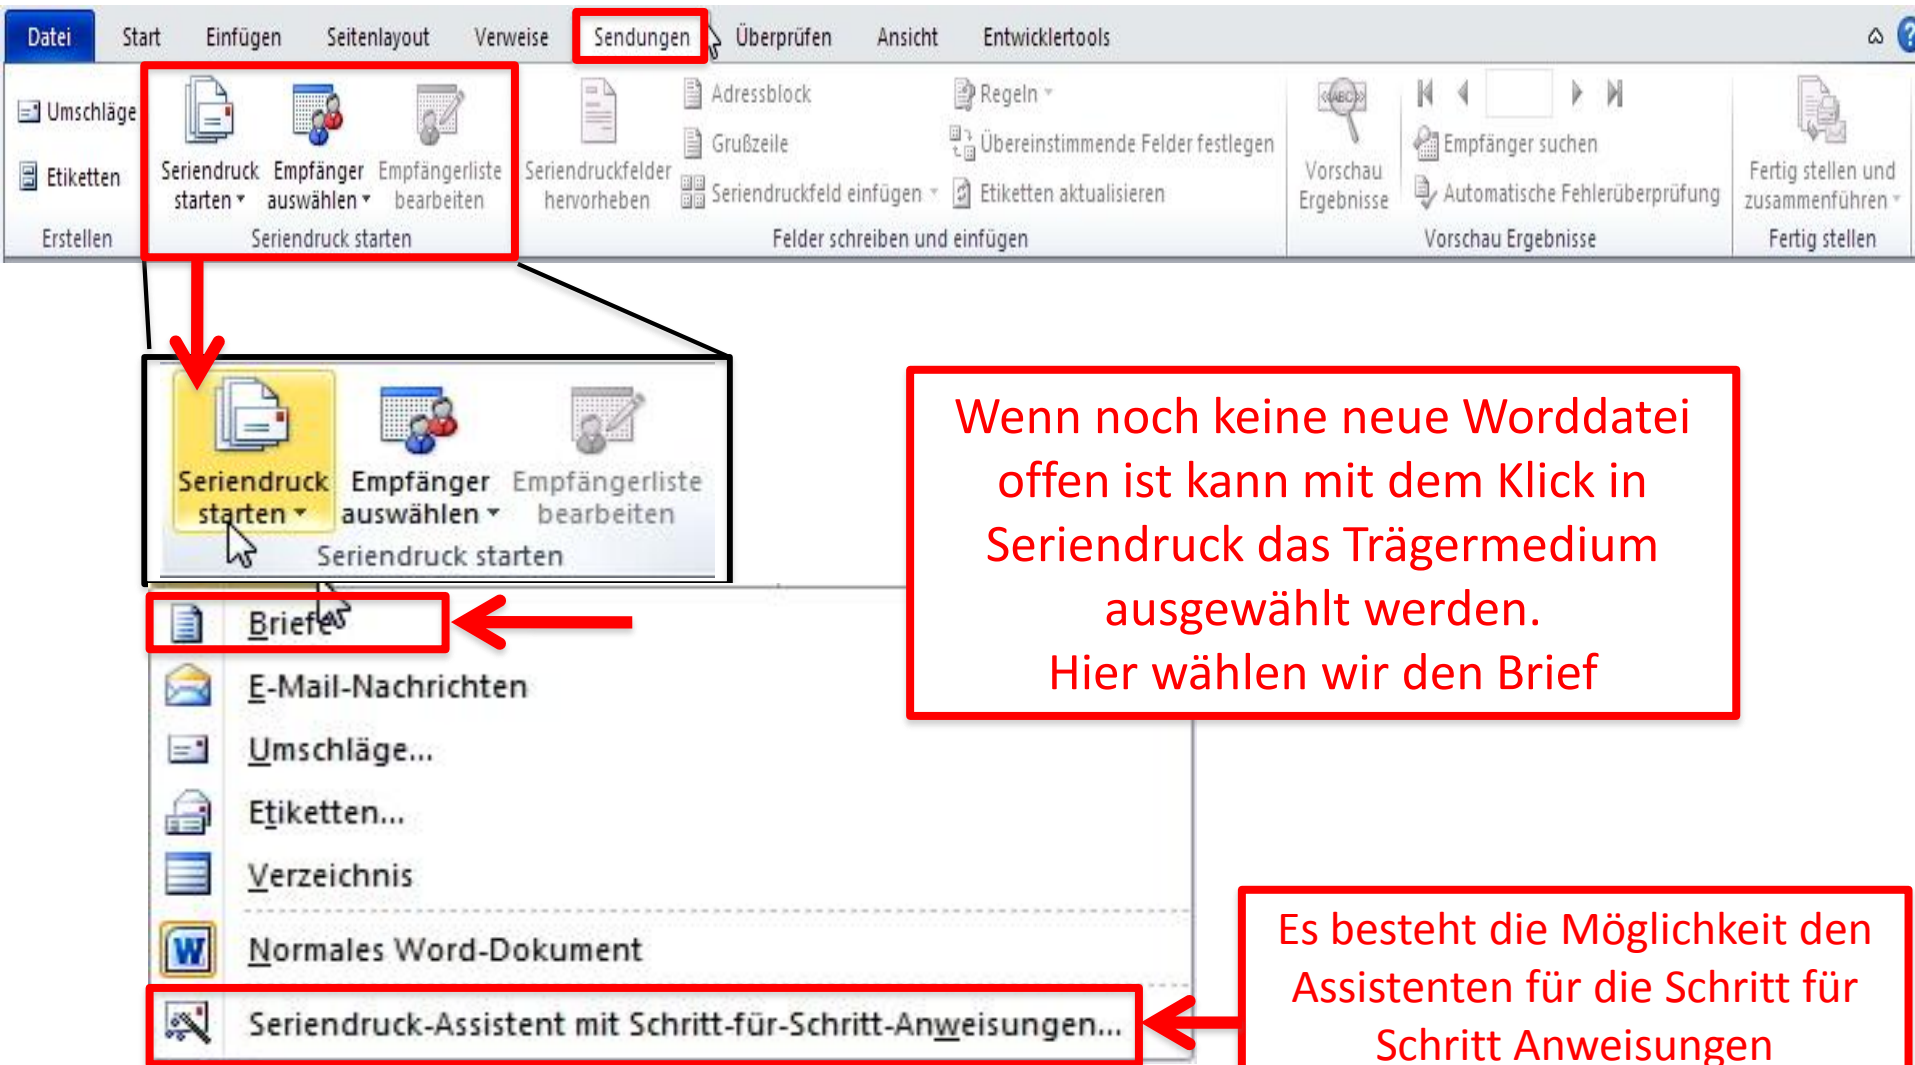 Datei Start Einfügen Seitenlayout Verweise Sendungen Überprüfen Ansicht Entwicklertools
Umschläge
Etiketten
Erstellen
Seriendruck starten
Empfänger auswählen
Empfängerliste bearbeiten
Seriendruck starten
Seriendruckfelder hervorheben
Adressblock
Grußzeile
Seriendruckfeld einfügen
Regeln
Übereinstimmende Felder festlegen
Etiketten aktualisieren
Felder schreiben und einfügen
«ABC»
Vorschau Ergebnisse
Empfänger suchen
Automatische Fehlerüberprüfung
Vorschau Ergebnisse
Fertig stellen und zusammenführen
Fertig stellen
Seriendruck starten
Empfänger auswählen
Empfängerliste bearbeiten
Seriendruck starten
Wenn noch keine neue Worddatei
offen ist kann mit dem Klick in
Seriendruck das Trägermedium
ausgewählt werden.
Hier wählen wir den Brief
Briefe
E-Mail-Nachrichten
Umschläge...
Etiketten...
Verzeichnis
Normales Word-Dokument
Seriendruck-Assistent mit Schritt-für-Schritt-Anweisungen...
Es besteht die Möglichkeit den
Assistenten für die Schritt für
Schritt Anweisungen